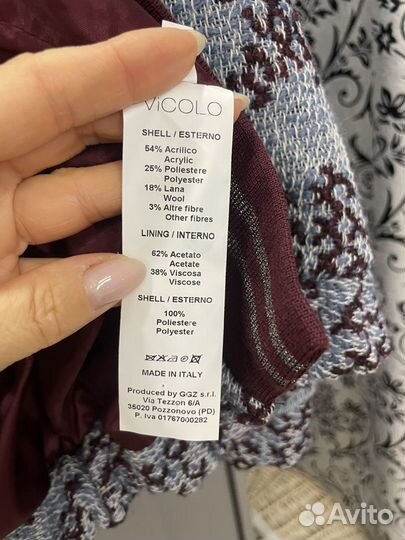 ViCOLO
SHELL / ESTERNO
54% Acrilico
Acrylic
25% Poliestere
Polyester
18% Lana
Wool
3% Altre fibre
Other fibres
LINING / INTERNO
62% Acetato
Acetate
38% Viscosa
Viscose
SHELL / ESTERNO
100%
Poliestere
Polyester
MADE IN ITALY
Produced by GGZ s.r.l.
Via Tezzon 6/A
35020 Pozzonovo (PD)
P. Iva 01767000282
Avito